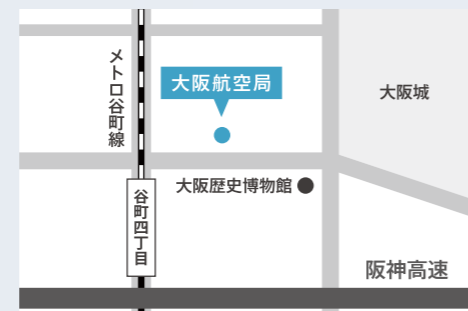 メトロ谷町線
大阪航空局
大阪城
谷町四丁目
大阪歴史博物館
阪神高速